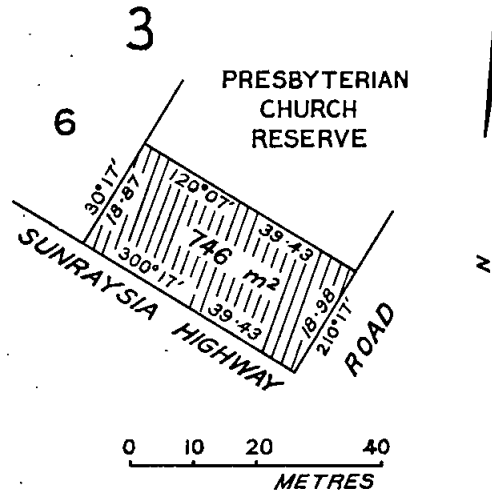 3
PRESBYTERIAN
CHURCH
RESERVE
6
120°07'
39·43
30°17'
18·87
746 m²
300°17'
39·43
18·98
210°17'
SUNRAYSIA HIGHWAY
ROAD
N
0 10 20 40
METRES